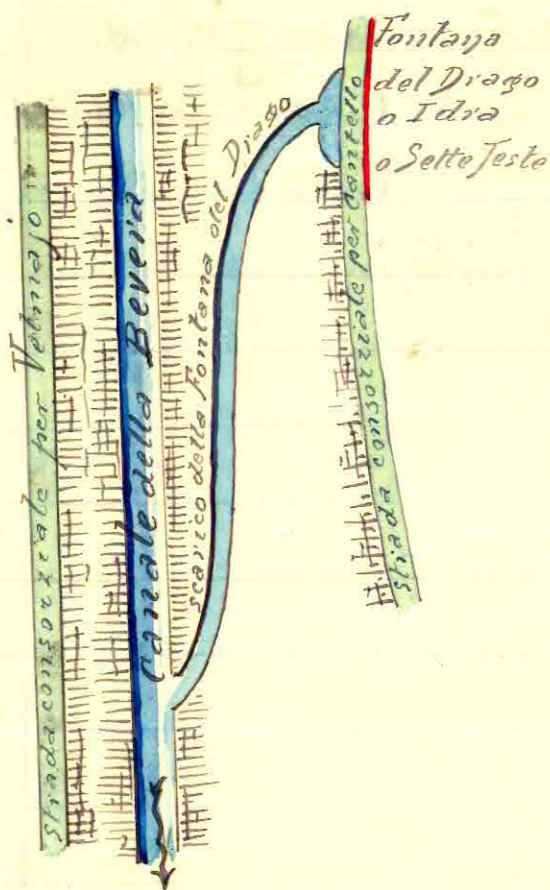 Fontana
del Drago
o Idra
o Sette Teste
strada consorziale per Cantello
scarico della Fontana del Drago
Canale della Bevera
strada consorziale per Velmajo